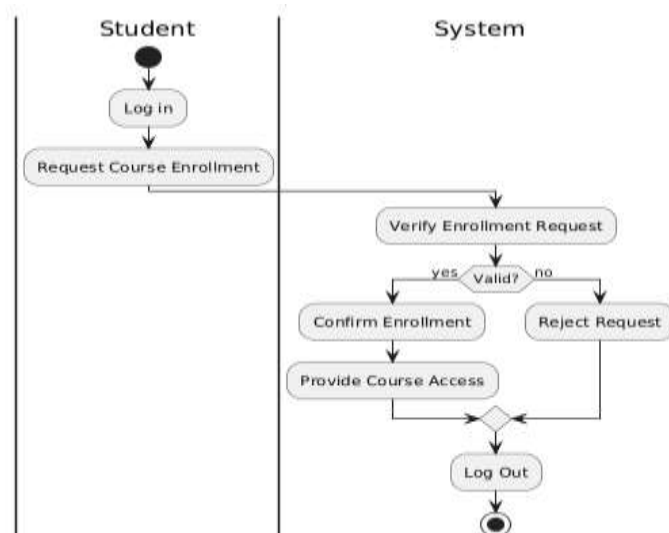 Student
System
Log in
Request Course Enrollment
Verify Enrollment Request
yes
Valid?
no
Confirm Enrollment
Reject Request
Provide Course Access
Log Out